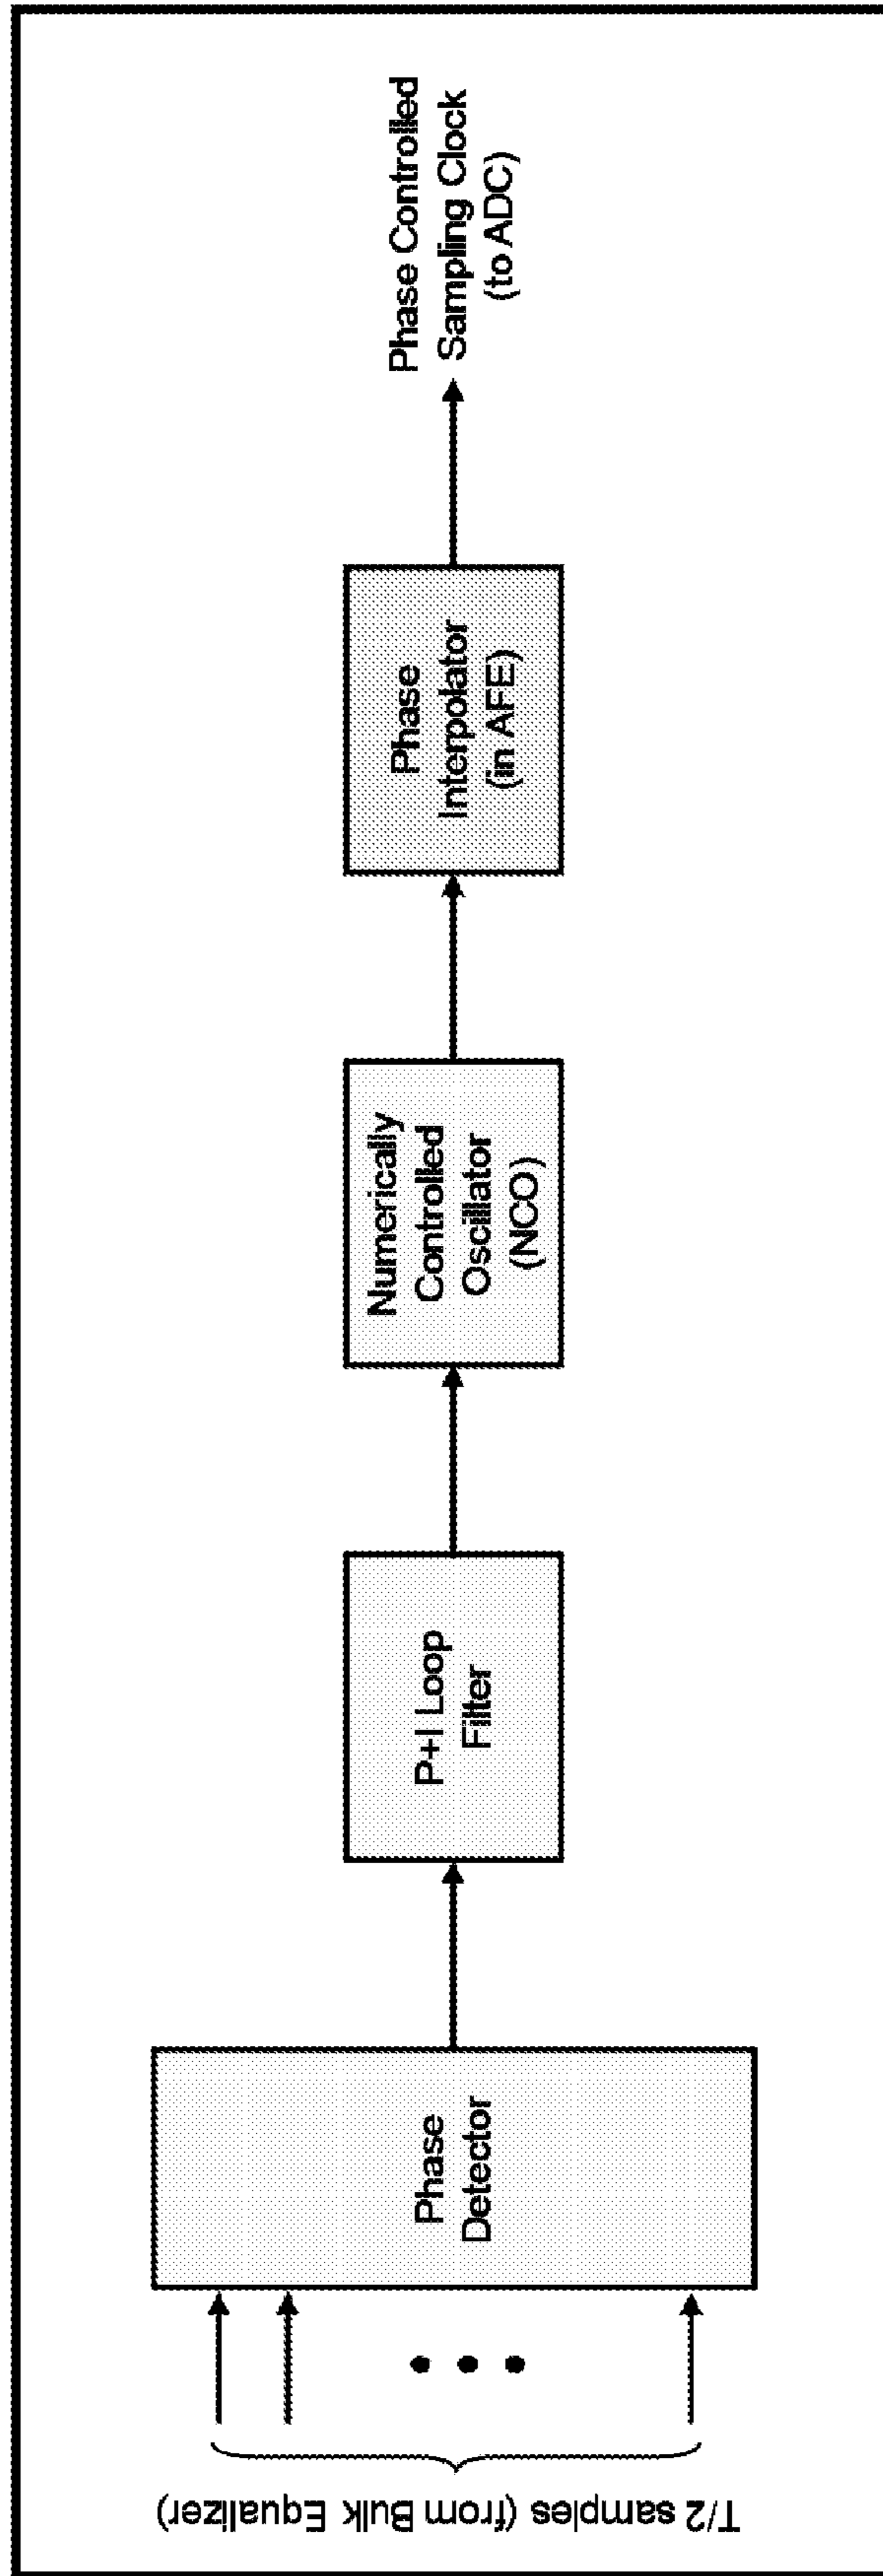 T/2 samples (from Bulk Equalizer)
Phase
Detector
P+I Loop
Filter
Numerically
Controlled
Oscillator
(NCO)
Phase
Interpolator
(in AFE)
Phase Controlled
Sampling Clock
(to ADC)